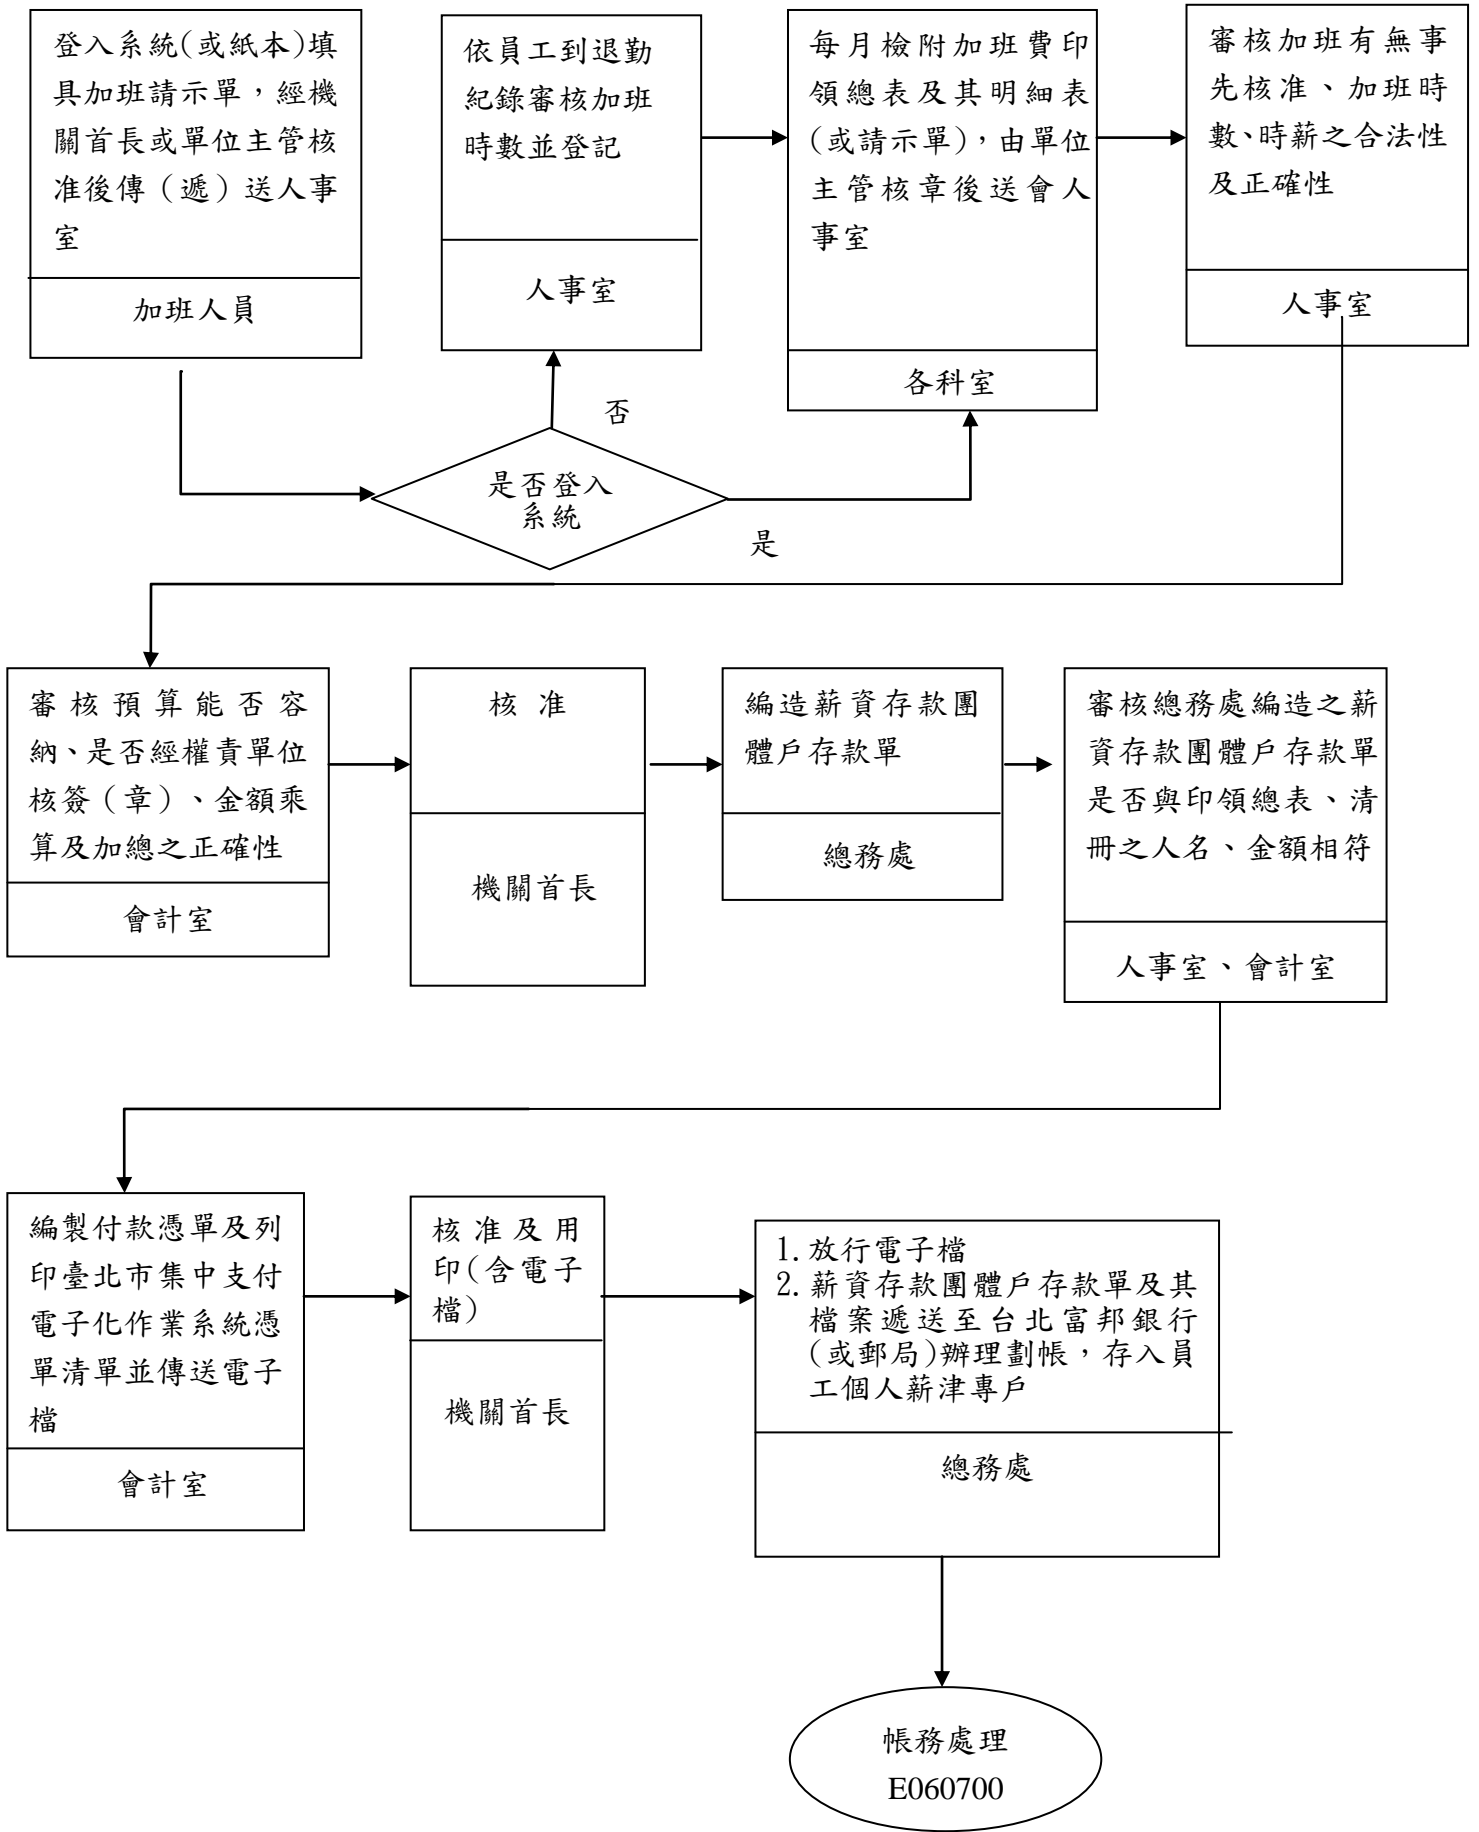 登入系統(或紙本)填
具加班請示單，經機
關首長或單位主管核
准後傳（遞）送人事
室
加班人員
依員工到退勤
紀錄審核加班
時數並登記
人事室
每月檢附加班費印
領總表及其明細表
(或請示單)，由單位
主管核章後送會人
事室
各科室
審核加班有無事
先核准、加班時
數、時薪之合法性
及正確性
人事室
否
是否登入
系統
是
審核預算能否容
納、是否經權責單位
核簽（章）、金額乘
算及加總之正確性
會計室
核准
機關首長
編造薪資存款團
體戶存款單
總務處
審核總務處編造之薪
資存款團體戶存款單
是否與印領總表、清
冊之人名、金額相符
人事室、會計室
編製付款憑單及列
印臺北市集中支付
電子化作業系統憑
單清單並傳送電子
檔
會計室
核准及用
印(含電子
檔)
機關首長
1.放行電子檔
2.薪資存款團體戶存款單及其
檔案遞送至台北富邦銀行
(或郵局)辦理劃帳，存入員
工個人薪津專戶
總務處
帳務處理
E060700